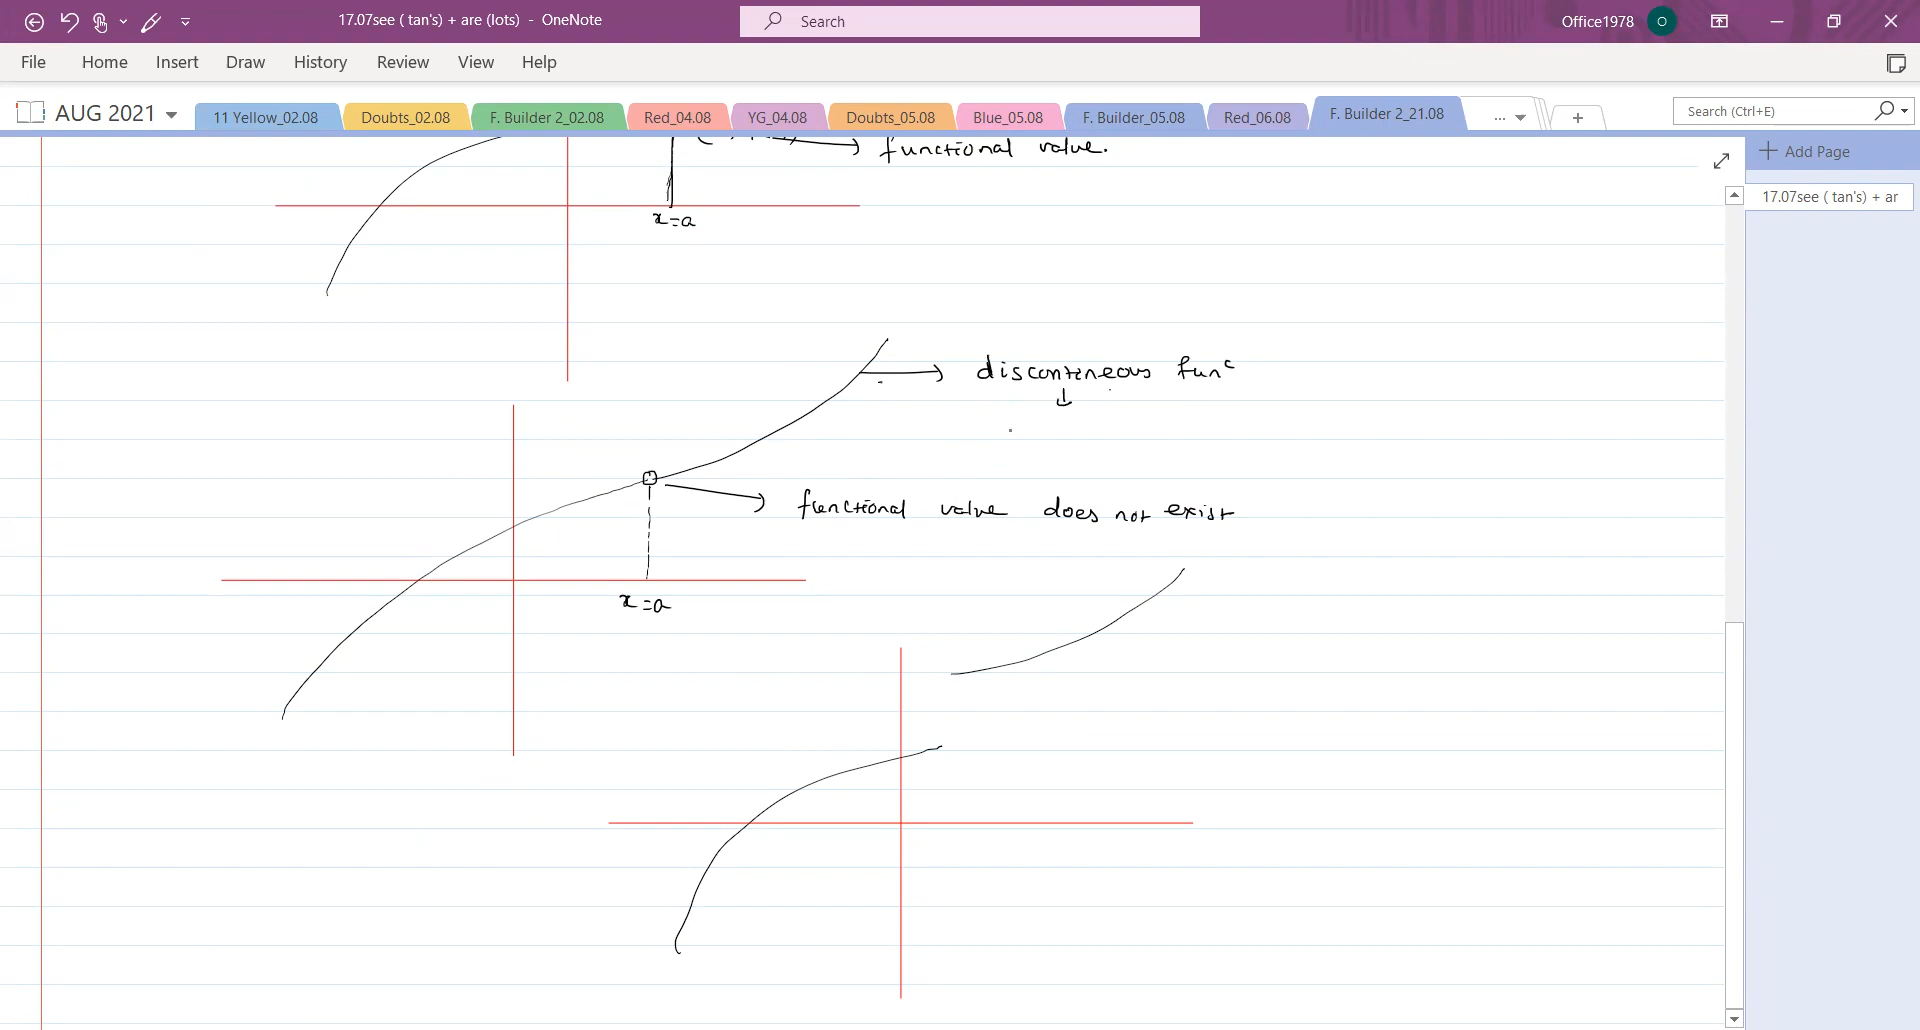 17.07see ( tan's) + are (lots) - OneNote
Search
Office1978
O
File Home Insert Draw History Review View Help
AUG 2021
11 Yellow_02.08
Doubts_02.08
F. Builder 2_02.08
Red_04.08
YG_04.08
Doubts_05.08
Blue_05.08
F. Builder_05.08
Red_06.08
F. Builder 2_21.08
...
Search (Ctrl+E)
Add Page
17.07see ( tan's) + ar
functional value.
x=a
discontineous func
functional value does not exist
x=a